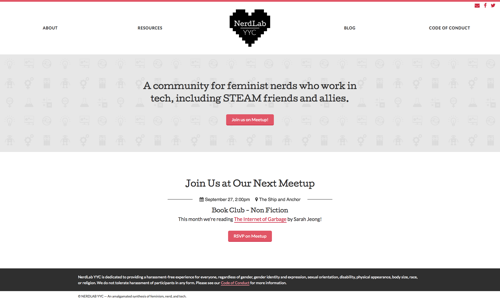 ABOUT
RESOURCES
NerdLab
YYC
BLOG
CODE OF CONDUCT
A community for feminist nerds who work in
tech, including STEAM friends and allies.
Join us on Meetup!
Join Us at Our Next Meetup
September 27, 2:00pm The Ship and Anchor
Book Club – Non Fiction
This month we're reading The Internet of Garbage by Sarah Jeong!
RSVP on Meetup
NerdLab YYC is dedicated to providing a harassment-free experience for everyone, regardless of gender, gender identity and expression, sexual orientation, disability, physical appearance, body size, race,
or religion. We do not tolerate harassment of participants in any form. Please see our Code of Conduct for more information.
© NERDLAB YYC — An amalgamated synthesis of feminism, nerd, and tech.